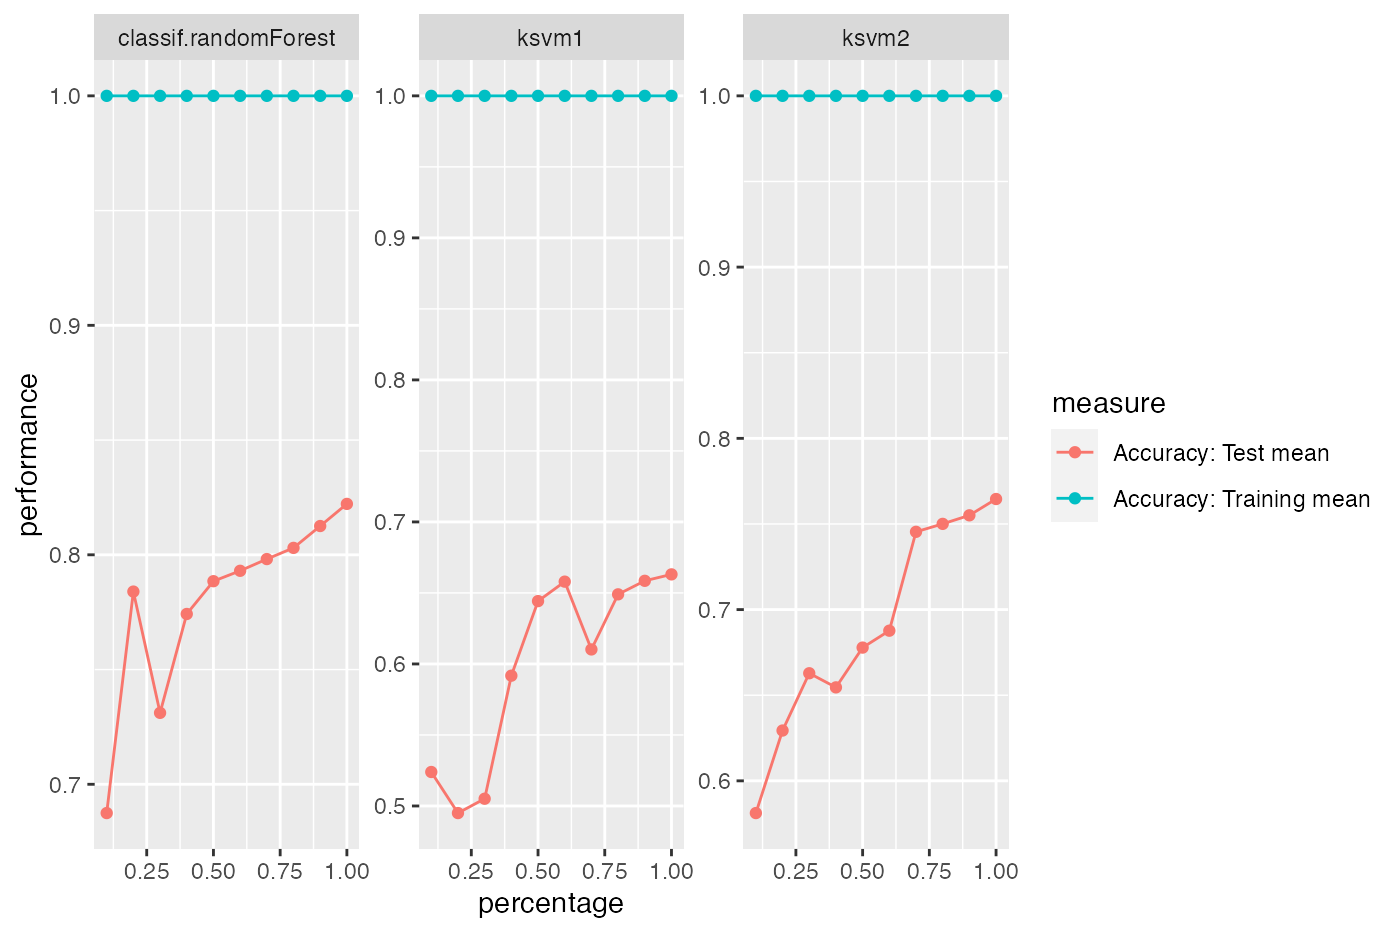 classif.randomForest
ksvm1
ksvm2
performance
1.0
0.9
0.8
0.7
1.0
0.9
0.8
0.7
0.6
0.5
1.0
0.9
0.8
0.7
0.6
0.25 0.50 0.75 1.00
0.25 0.50 0.75 1.00
0.25 0.50 0.75 1.00
percentage
measure
Accuracy: Test mean
Accuracy: Training mean